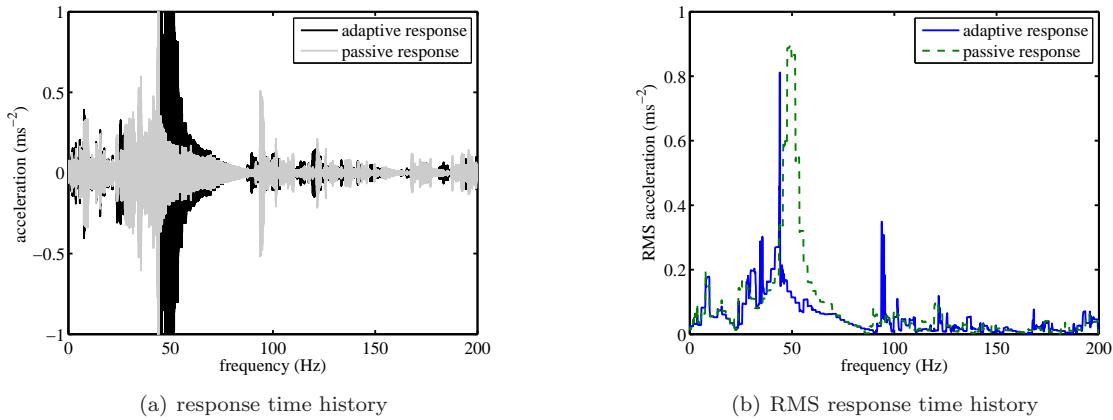 1
0.5
0
−0.5
−1
acceleration (ms−2)
adaptive response
passive response
0
50
100
150
200
frequency (Hz)
(a) response time history
1
0.8
0.6
0.4
0.2
0
RMS acceleration (ms−2)
adaptive response
passive response
0
50
100
150
200
frequency (Hz)
(b) RMS response time history